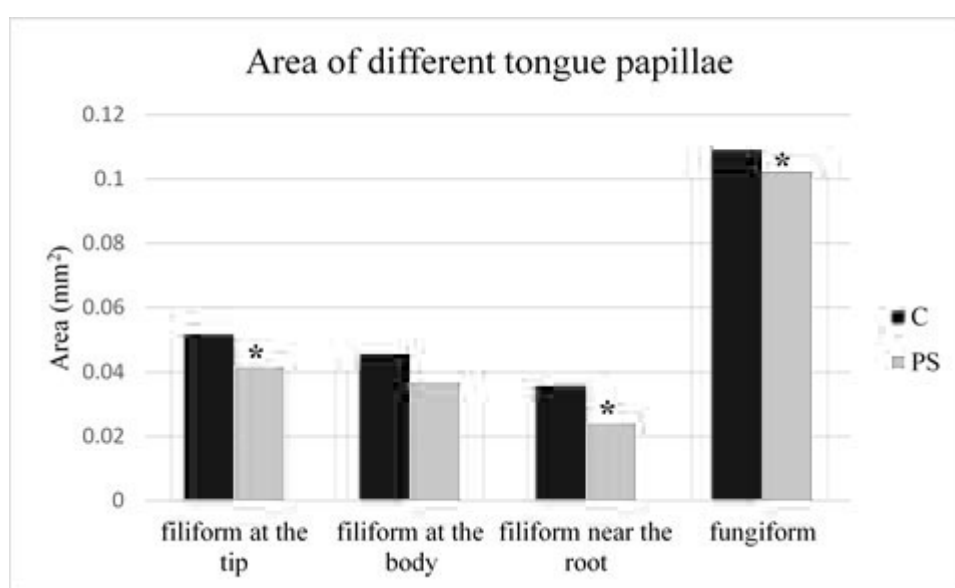 Area of different tongue papillae
0.12
0.1
0.08
0.06
0.04
0.02
0
Area (mm²)
*
*
*
filiform at the
tip
filiform at the
body
filiform near the
root
fungiform
C
PS